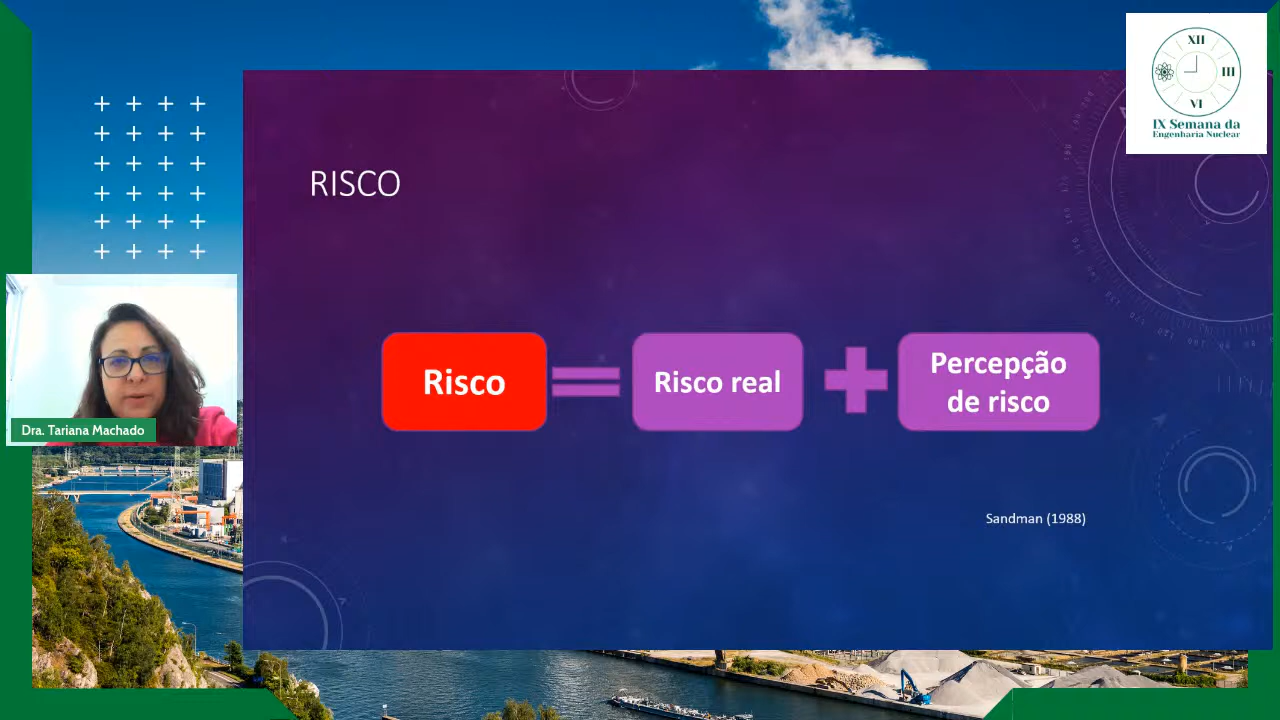 XII
III
VI
IX Semana da
Engenharia Nuclear
RISCO
Risco
Risco real
Percepção
de risco
Sandman (1988)
Dra. Tariana Machado